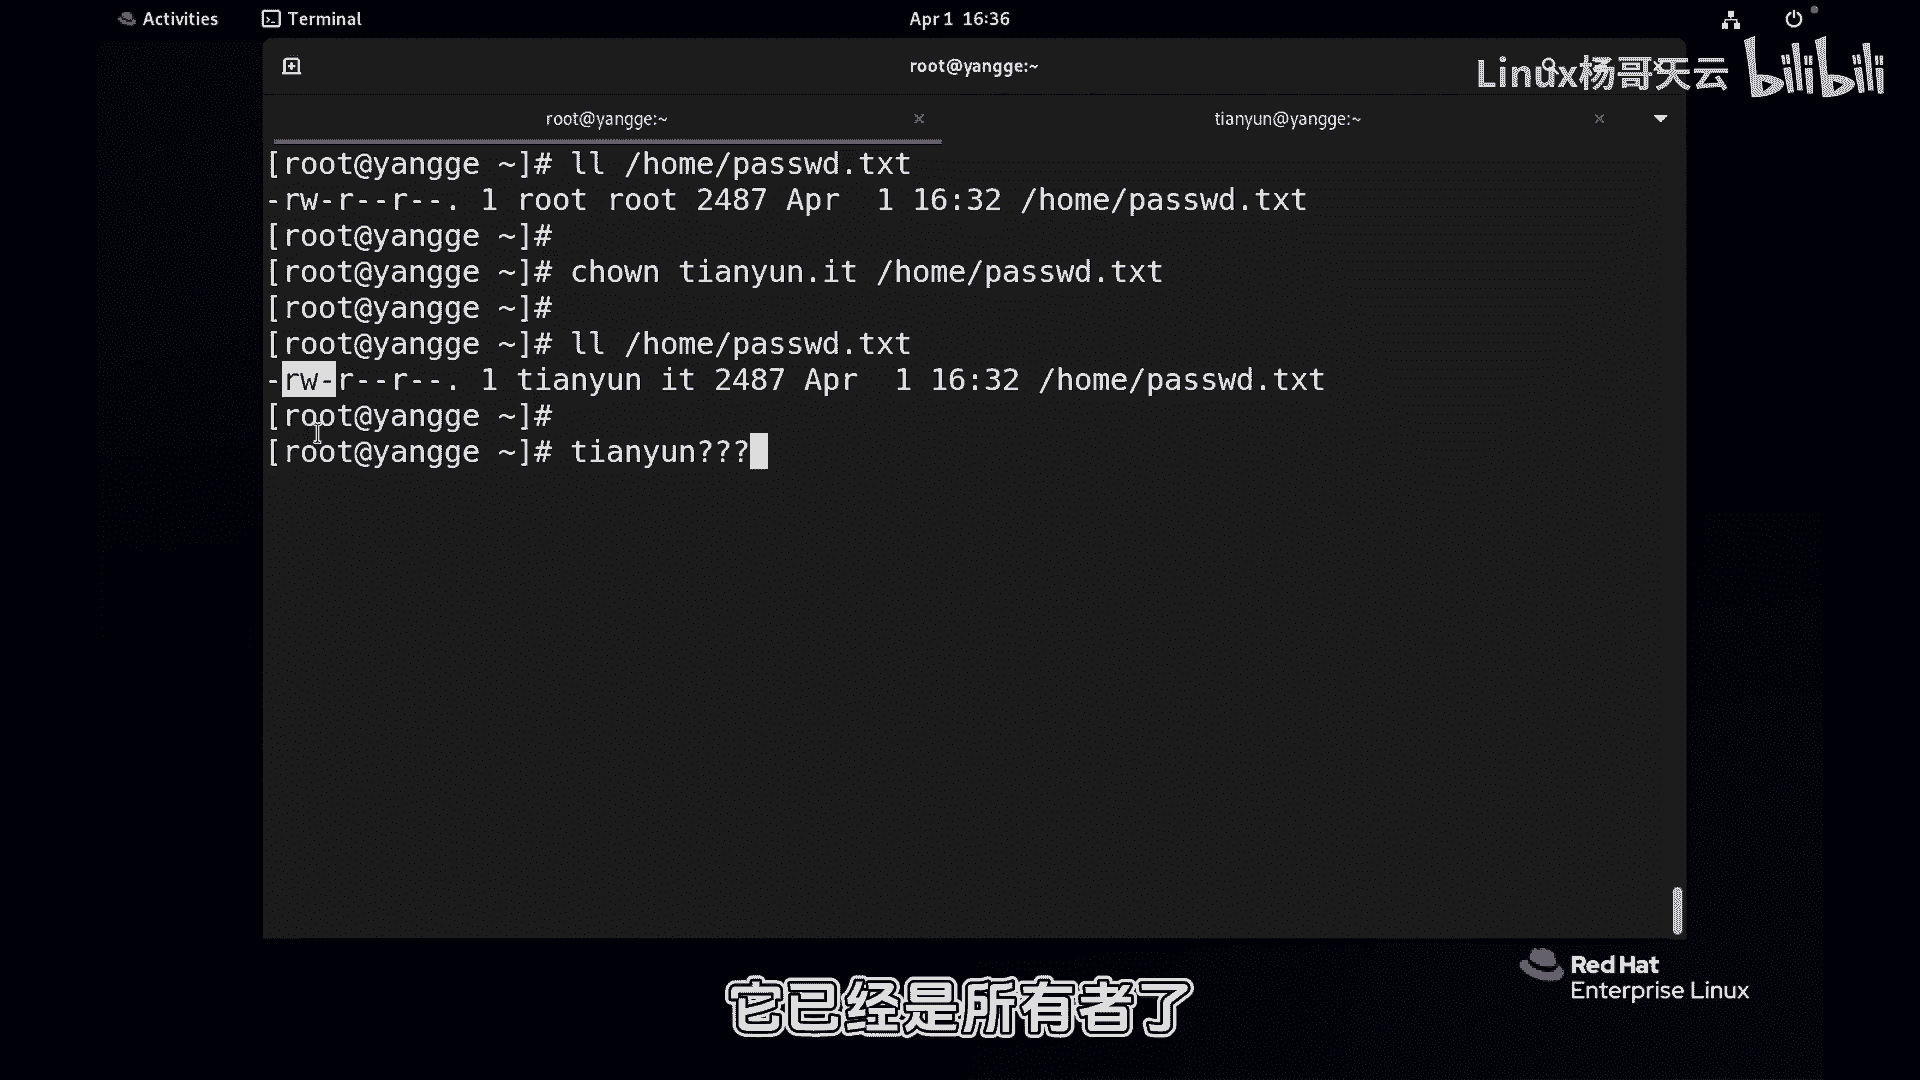 Activities
Terminal
Apr 1 16:36
root@yangge:~
Linux杨哥天云 bilibili
root@yangge:~
tianyun@yangge:~
[root@yangge ~]# ll /home/passwd.txt
-rw-r--r--. 1 root root 2487 Apr  1 16:32 /home/passwd.txt
[root@yangge ~]#
[root@yangge ~]# chown tianyun.it /home/passwd.txt
[root@yangge ~]#
[root@yangge ~]# ll /home/passwd.txt
-rw-r--r--. 1 tianyun it 2487 Apr  1 16:32 /home/passwd.txt
[root@yangge ~]#
[root@yangge ~]# tianyun???
Red Hat
Enterprise Linux
它已经是所有者了